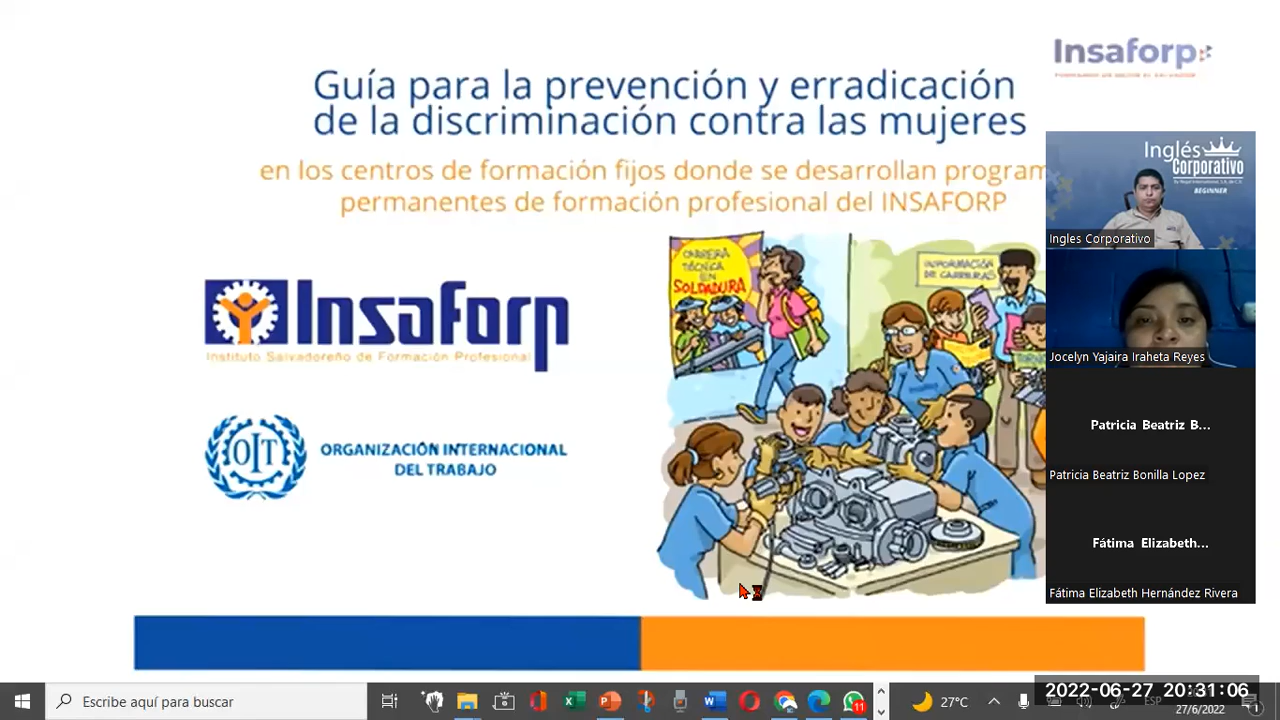 Insaforp
Guía para la prevención y erradicación
de la discriminación contra las mujeres
en los centros de formación fijos donde se desarrollan program
permanentes de formación profesional del INSAFORP
Inglés
Corporativo
BEGINNER
Ingles Corporativo
CARRERA
TÉCNICA
EN
SOLDADURA
INFORMACIÓN
DE CARRERAS
Insaforp
Instituto Salvadoreño de Formación Profesional
Jocelyn Yajaira Iraheta Reyes
OIT
ORGANIZACIÓN INTERNACIONAL
DEL TRABAJO
Patricia Beatriz B...
Patricia Beatriz Bonilla Lopez
Fátima Elizabeth...
Fátima Elizabeth Hernández Rivera
Escribe aquí para buscar
11
27°C
ESP
2022-06-27 20:31:06
27/6/2022
1